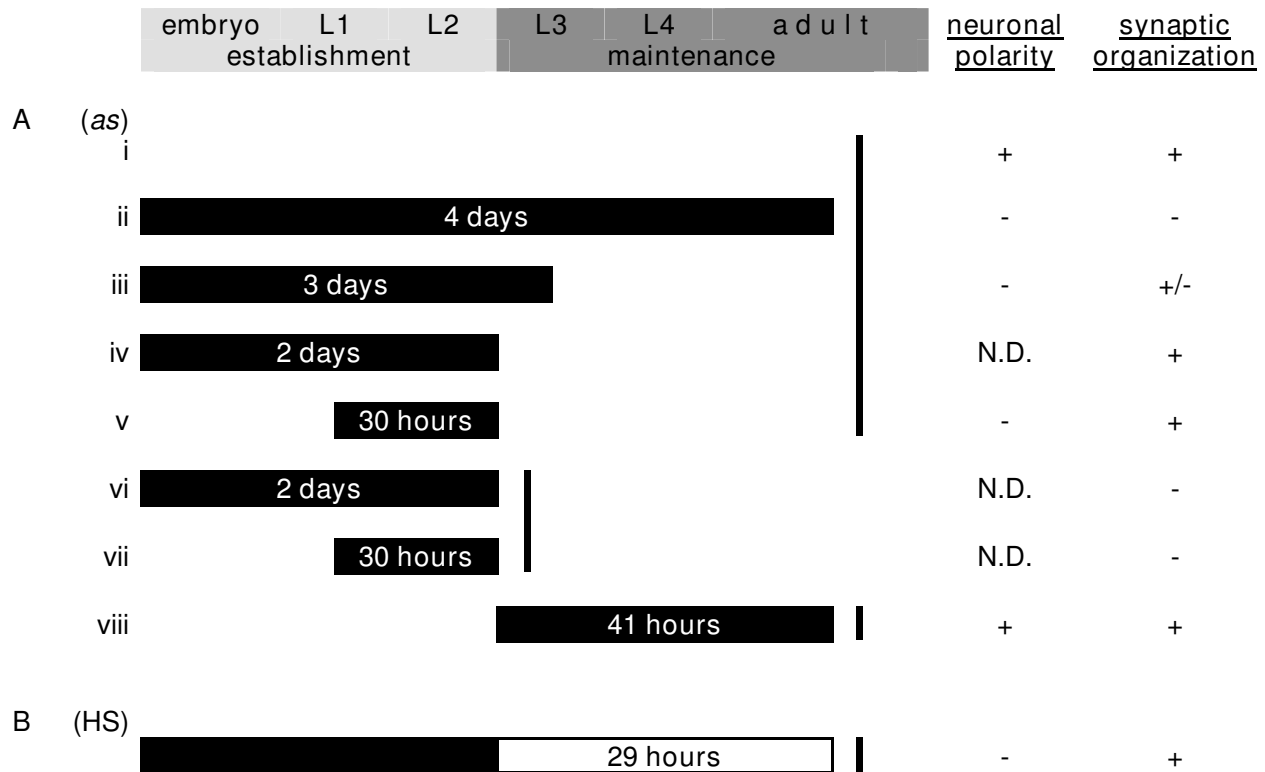 embryo L1 L2 L3 L4 adult neuronal synaptic
establishment maintenance polarity organization
A (as)
i + +
ii 4 days - -
iii 3 days - +/-
iv 2 days N.D. +
v 30 hours - +
vi 2 days N.D. -
vii 30 hours N.D. -
viii 41 hours + +
B (HS)
29 hours - +